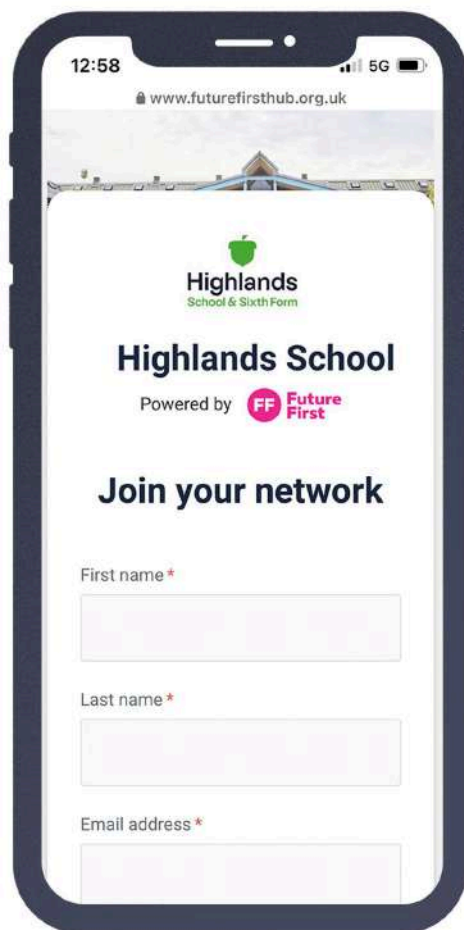 12:58
5G
www.futurefirsthub.org.uk
Highlands
School & Sixth Form
Highlands School
Powered by FF Future First
Join your network
First name *
Last name *
Email address *